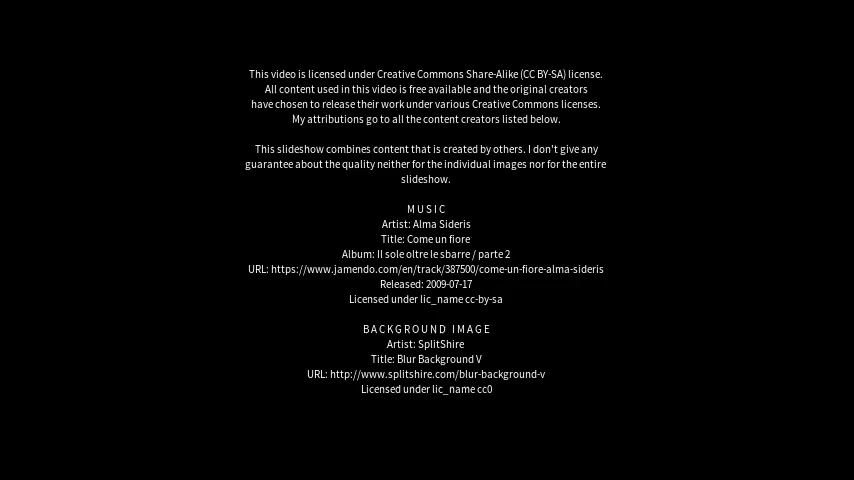 This video is licensed under Creative Commons Share-Alike (CC BY-SA) license.
All content used in this video is free available and the original creators
have chosen to release their work under various Creative Commons licenses.
My attributions go to all the content creators listed below.
This slideshow combines content that is created by others. I don't give any
guarantee about the quality neither for the individual images nor for the entire
slideshow.
MUSIC
Artist: Alma Sideris
Title: Come un fiore
Album: Il sole oltre le sbarre / parte 2
URL: https://www.jamendo.com/en/track/387500/come-un-fiore-alma-sideris
Released: 2009-07-17
Licensed under lic_name cc-by-sa
BACKGROUND IMAGE
Artist: SplitShire
Title: Blur Background V
URL: http://www.splitshire.com/blur-background-v
Licensed under lic_name cc0